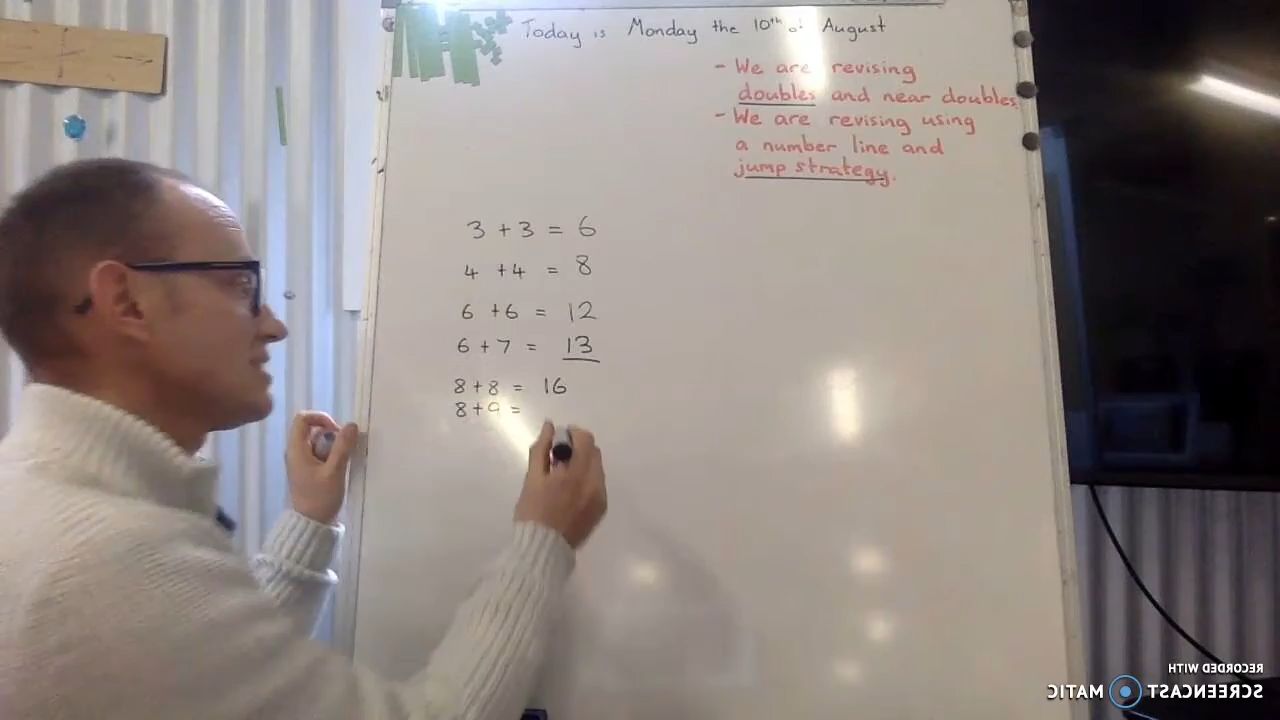 Today is Monday the 10th of August
- We are revising
doubles and near doubles
- We are revising using
a number line and
jump strategy.
3 + 3 = 6
4 + 4 = 8
6 + 6 = 12
6 + 7 = 13
8 + 8 = 16
8 + 9 =
RECORDED WITH
SCREENCAST MATIC